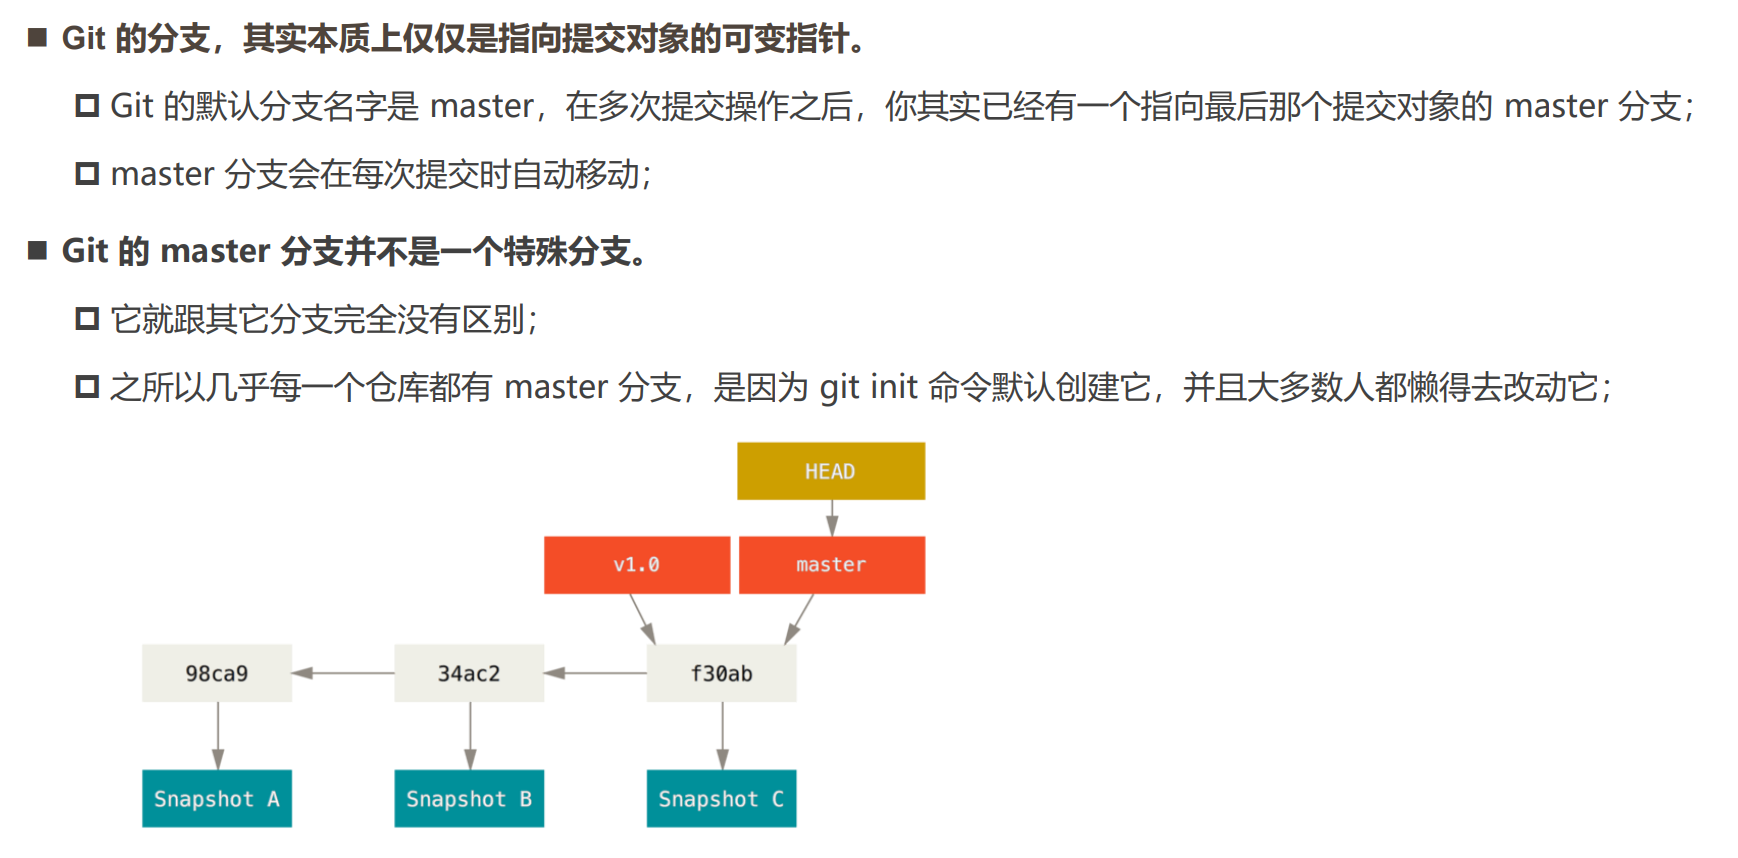 Git 的分支，其实本质上仅仅是指向提交对象的可变指针。
Git 的默认分支名字是 master，在多次提交操作之后，你其实已经有一个指向最后那个提交对象的 master 分支；
master 分支会在每次提交时自动移动；
Git 的 master 分支并不是一个特殊分支。
它就跟其它分支完全没有区别；
之所以几乎每一个仓库都有 master 分支，是因为 git init 命令默认创建它，并且大多数人都懒得去改动它；
HEAD
v1.0 master
98ca9 34ac2 f30ab
Snapshot A Snapshot B Snapshot C